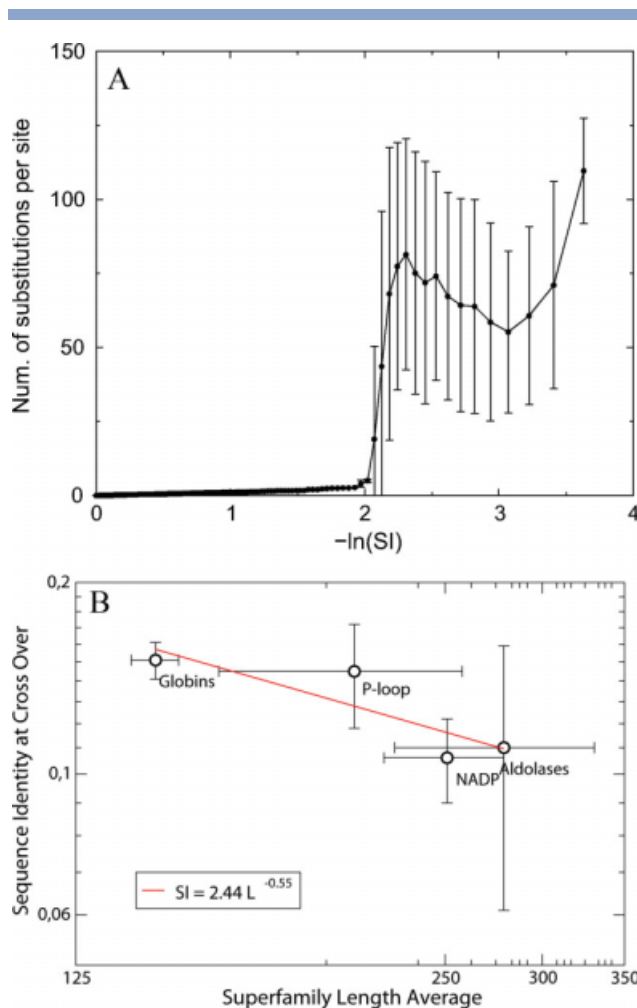 150
A
100
50
0
Num. of substitutions per site
0 1 2 3 4
−ln(SI)
0,2
B
Globins
P-loop
Aldolases
NADP
0,1
0,06
Sequence Identity at Cross Over
SI = 2.44 L -0.55
125 250 300 350
Superfamily Length Average